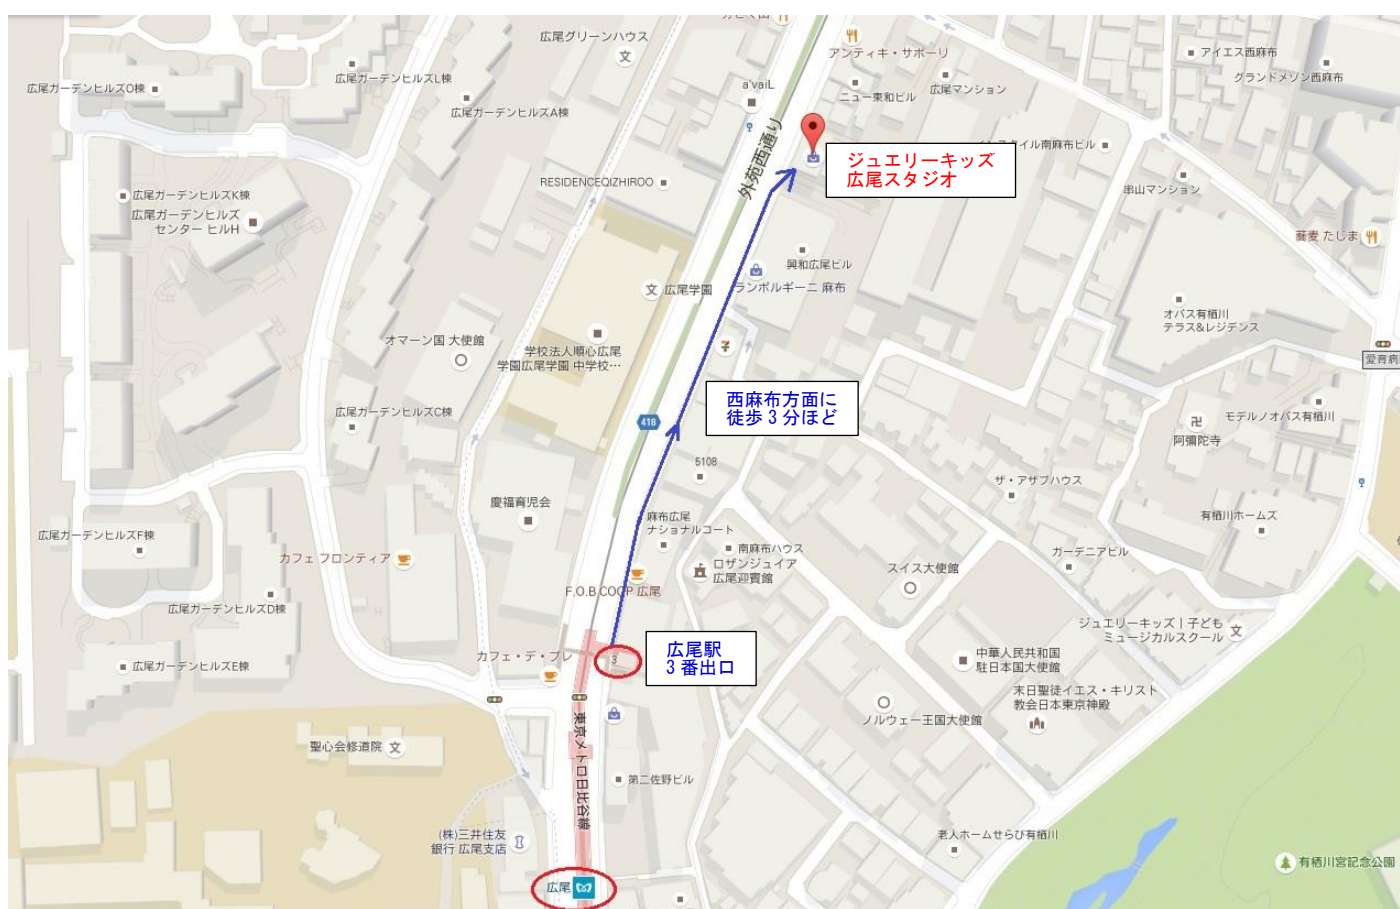 広尾グリーンハウス
アンティキ・サポーリ
アイエス西麻布
グランドメゾン西麻布
広尾ガーデンヒルズO棟
広尾ガーデンヒルズL棟
広尾ガーデンヒルズA棟
a'vaiL
ニュー東和ビル
広尾マンション
外苑西通り
ジュエリーキッズ
広尾スタジオ
イル南麻布ビル
串山マンション
RESIDENCEQIZHIROO
広尾ガーデンヒルズK棟
広尾ガーデンヒルズ
センター ヒルH
蕎麦 たじま
興和広尾ビル
ランボルギーニ 麻布
文 広尾学園
オパス有栖川
テラス&レジデンス
オマーン国 大使館
学校法人順心広尾
学園広尾学園 中学校…
7
愛育病
西麻布方面に
徒歩3分ほど
広尾ガーデンヒルズC棟
418
モデルノオパス有栖川
阿彌陀寺
5108
ザ・アザブハウス
慶福育児会
麻布広尾
ナショナルコート
有栖川ホームズ
広尾ガーデンヒルズF棟
カフェ フロンティア
南麻布ハウス
ロザンジュイア
広尾迎賓館
ガーデニアビル
スイス大使館
F.O.B.COOP 広尾
広尾ガーデンヒルズD棟
ジュエリーキッズ | 子ども
ミュージカルスクール
広尾駅
3番出口
カフェ・デ・プレ
3
広尾ガーデンヒルズE棟
中華人民共和国
駐日本国大使館
末日聖徒イエス・キリスト
教会日本東京神殿
ノルウェー王国大使館
東京メトロ日比谷線
聖心会修道院 文
第二佐野ビル
(株)三井住友
銀行 広尾支店
老人ホームせらび有栖川
有栖川宮記念公園
広尾